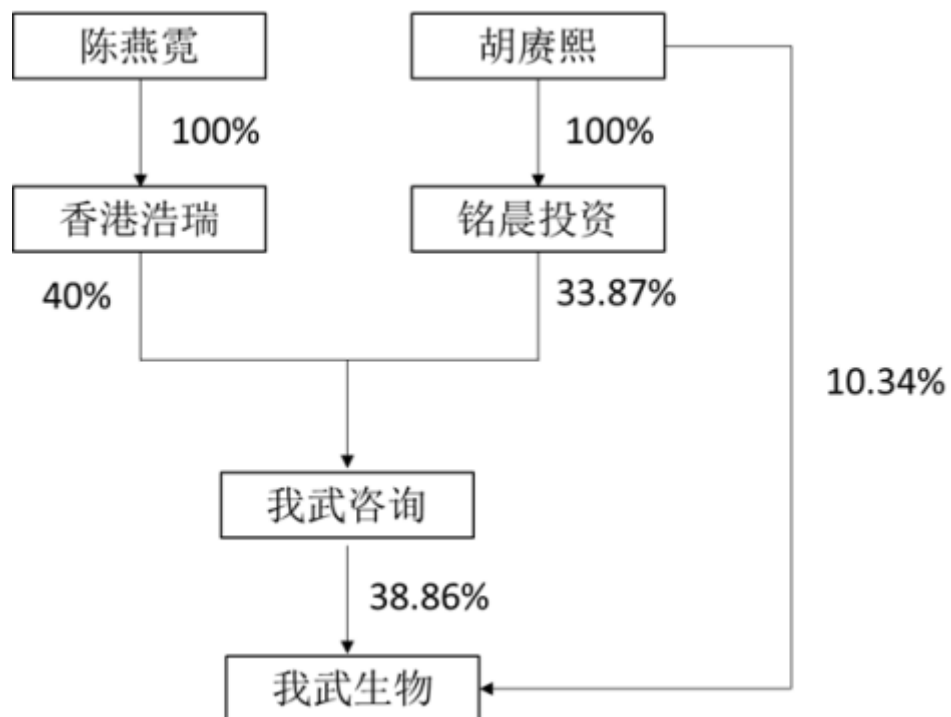 陈燕霓
胡赓熙
100%
100%
香港浩瑞
铭晨投资
40%
33.87%
10.34%
我武咨询
38.86%
我武生物